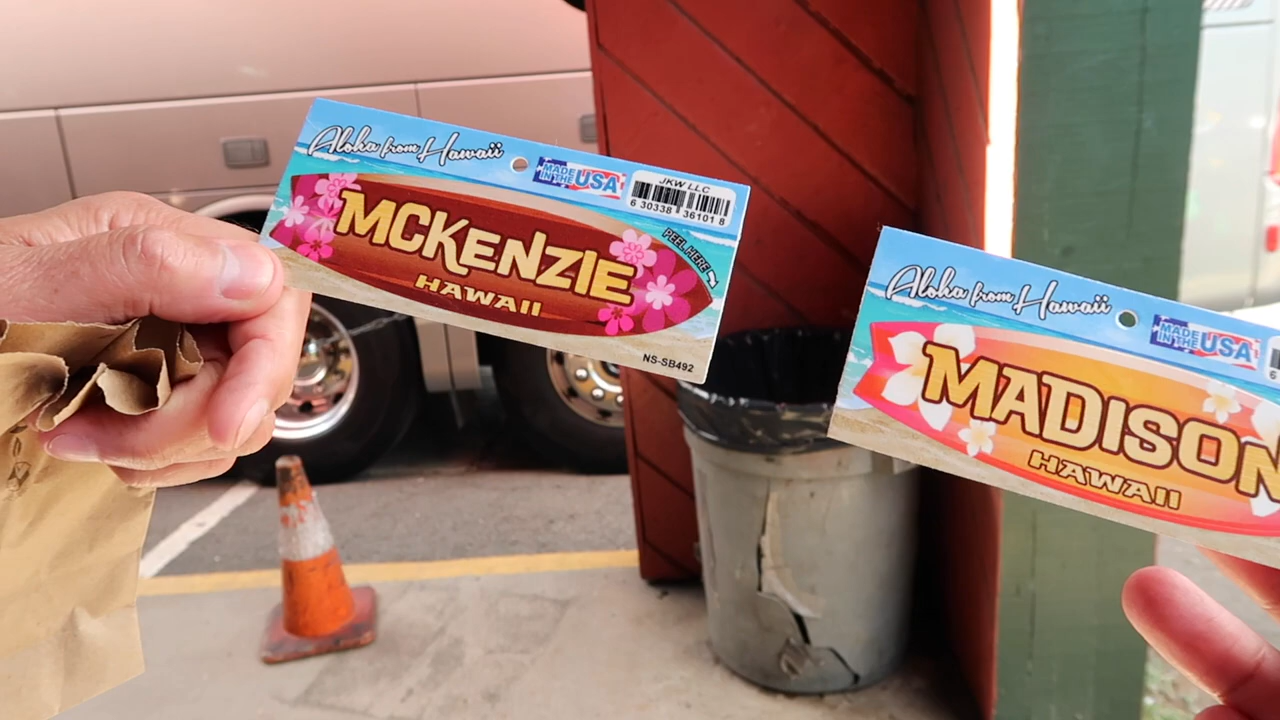 Aloha from Hawaii
MADE IN THE USA
JKW LLC
6 30338 36101 8
PEEL HERE
MCKENZIE
HAWAII
NS-SB492
Aloha from Hawaii
MADE IN THE USA
6
MADISON
HAWAII